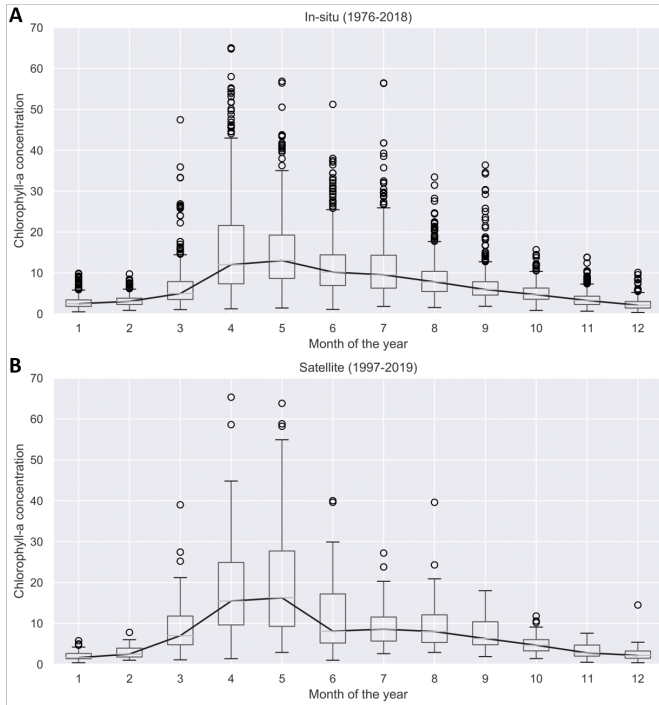 A
In-situ (1976-2018)
70
60
50
40
30
20
10
0
Chlorophyll-a concentration
1 2 3 4 5 6 7 8 9 10 11 12
Month of the year
B
Satellite (1997-2019)
70
60
50
40
30
20
10
0
Chlorophyll-a concentration
1 2 3 4 5 6 7 8 9 10 11 12
Month of the year